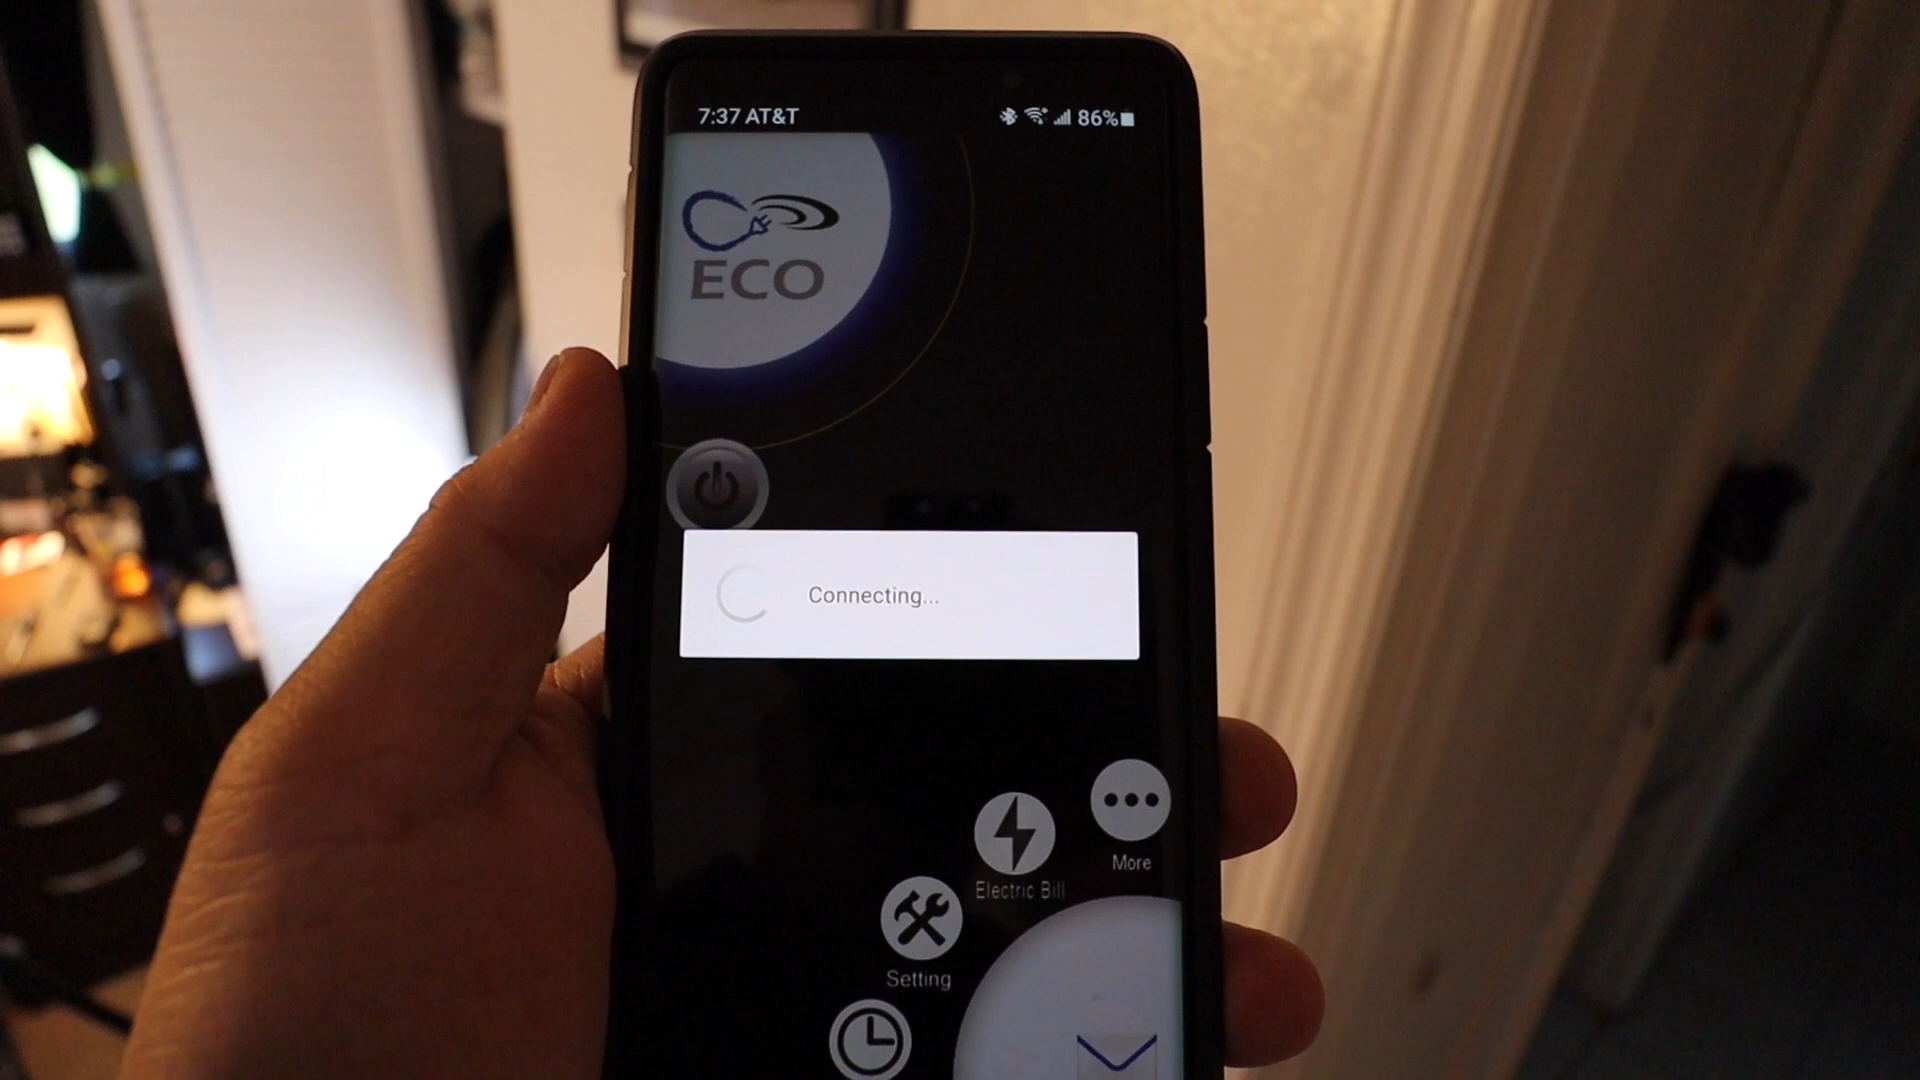 7:37 AT&T 86%
ECO
Connecting...
More
Electric Bill
Setting